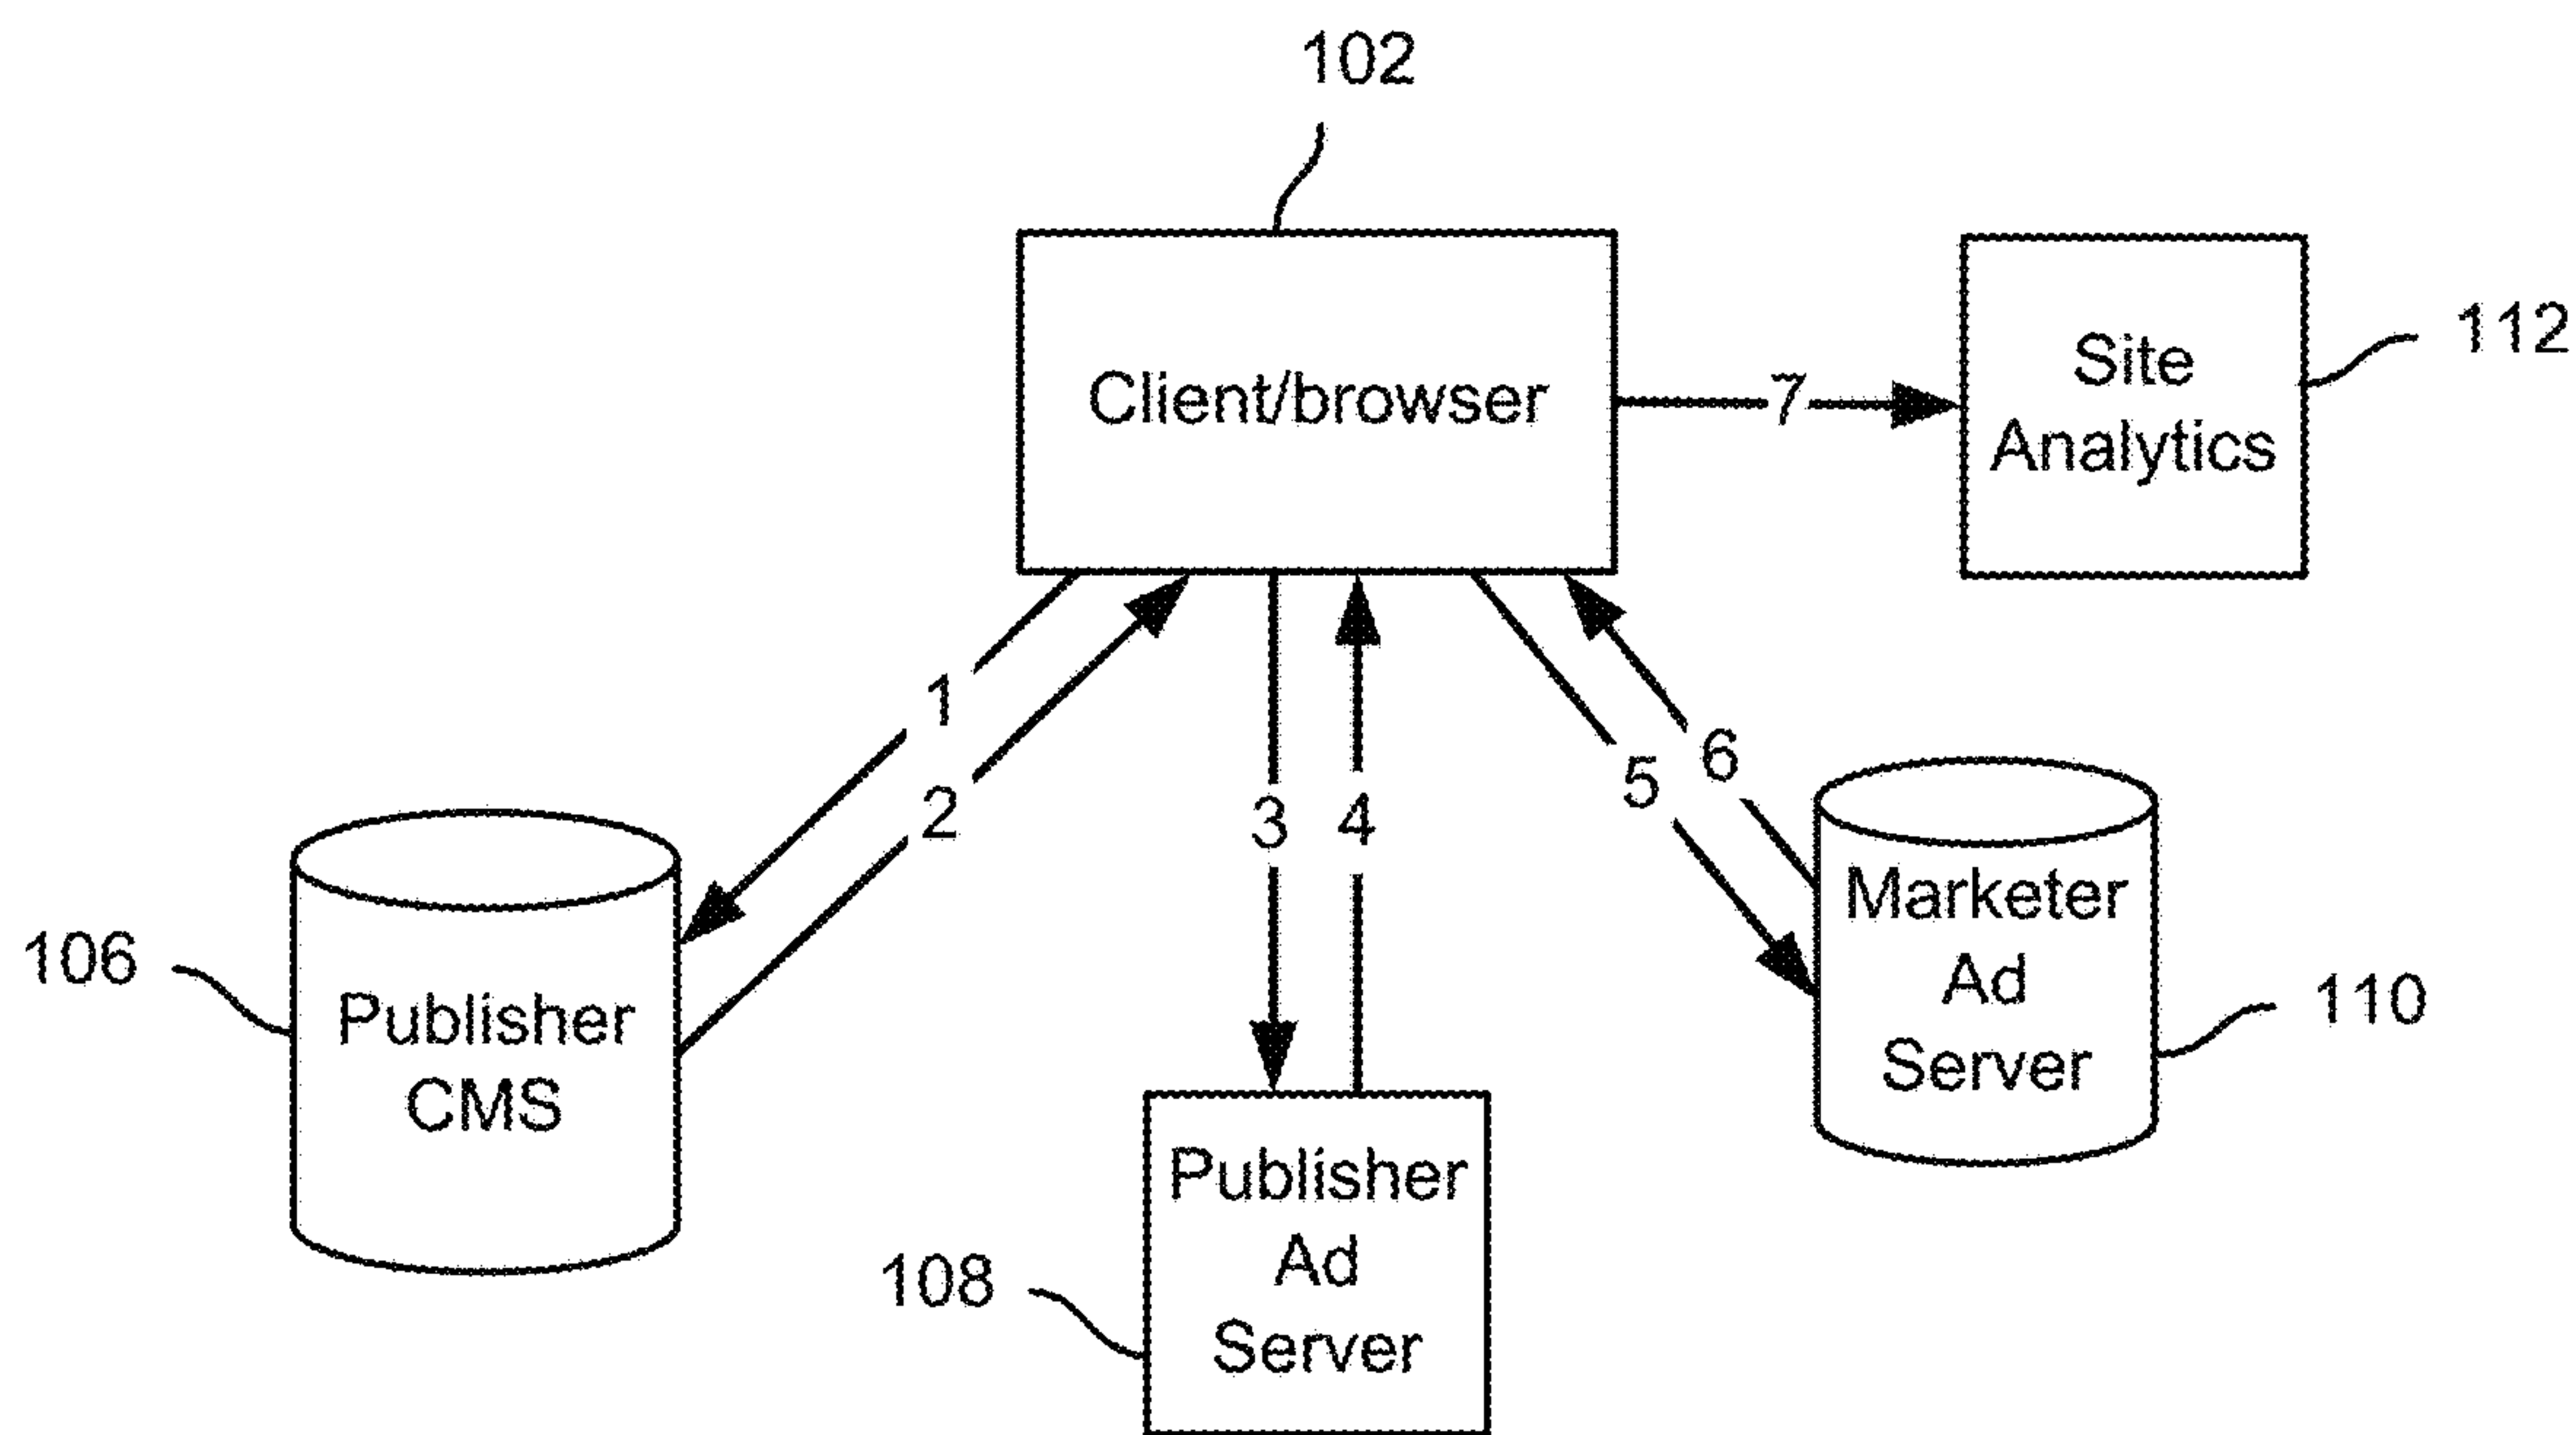 102
Client/browser
7
Site
Analytics
112
1
2
3
4
5
6
106
Publisher
CMS
Marketer
Ad
Server
110
108
Publisher
Ad
Server